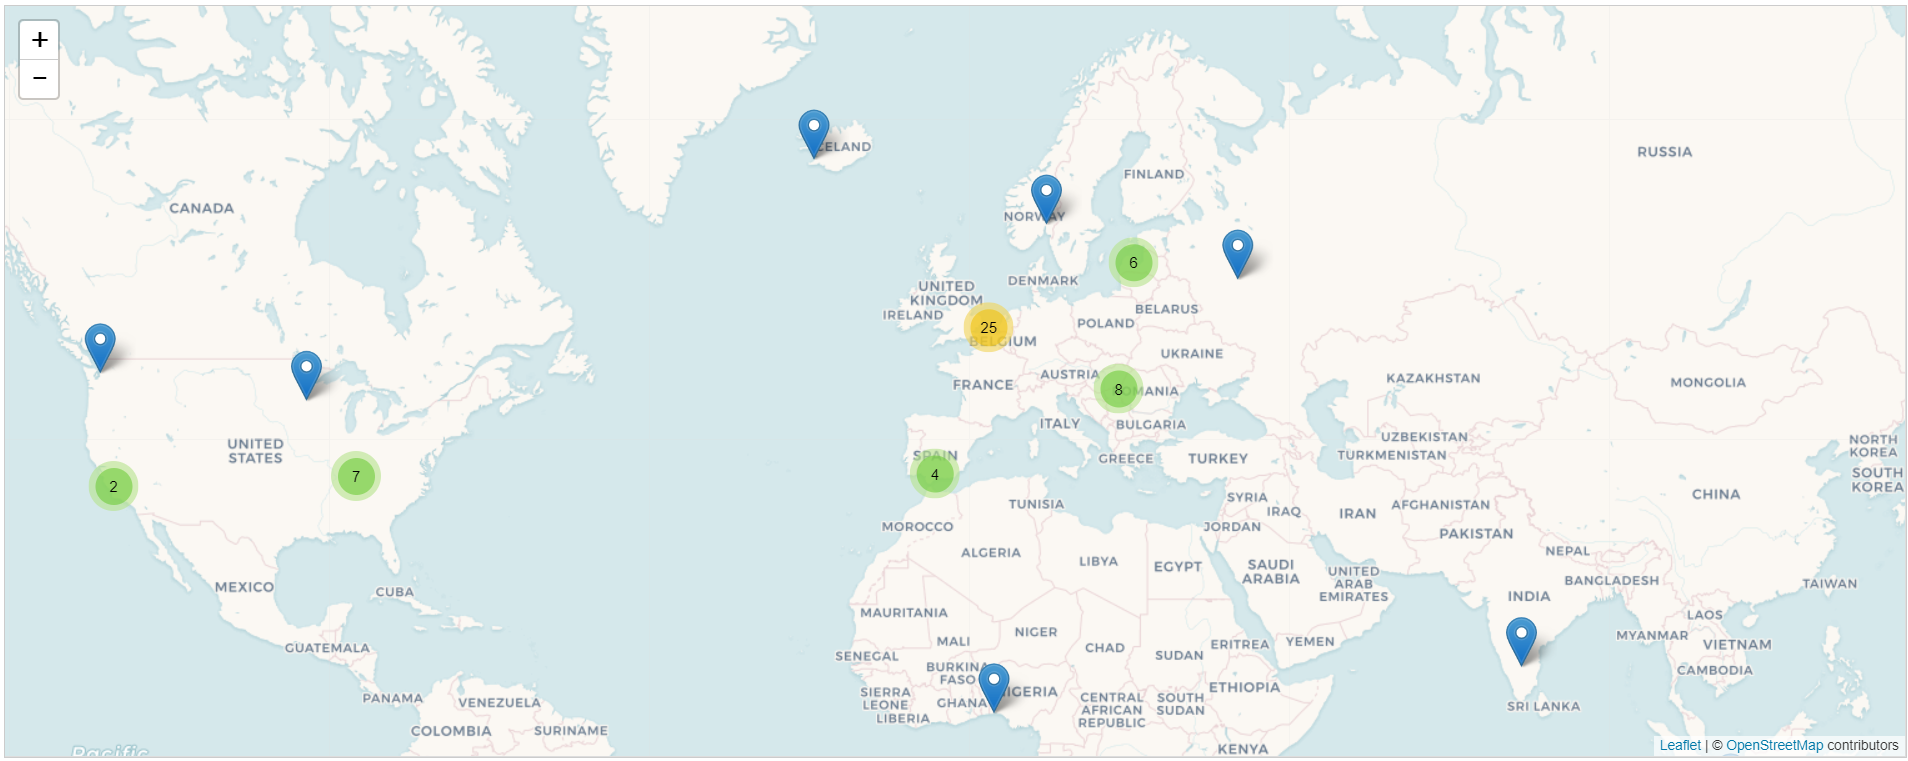 +
−
ICELAND
FINLAND
RUSSIA
CANADA
NORWAY
6
DENMARK
UNITED
KINGDOM
IRELAND
25
BELGIUM
BELARUS
POLAND
UKRAINE
AUSTRIA
FRANCE
8
ROMANIA
KAZAKHSTAN
MONGOLIA
ITALY
BULGARIA
UNITED
STATES
SPAIN
4
GREECE
TURKEY
UZBEKISTAN
TURKMENISTAN
NORTH
KOREA
SOUTH
KOREA
2
7
TUNISIA
SYRIA
IRAQ
IRAN
AFGHANISTAN
CHINA
MOROCCO
JORDAN
PAKISTAN
ALGERIA
LIBYA
EGYPT
SAUDI
ARABIA
NEPAL
UNITED
ARAB
EMIRATES
BANGLADESH
TAIWAN
MEXICO
CUBA
INDIA
MAURITANIA
LAOS
NIGER
MALI
CHAD
SUDAN
ERITREA
YEMEN
MYANMAR
VIETNAM
GUATEMALA
SENEGAL
BURKINA
FASO
CAMBODIA
PANAMA
VENEZUELA
SIERRA
LEONE
LIBERIA
GHANA
NIGERIA
CENTRAL
AFRICAN
REPUBLIC
SOUTH
SUDAN
ETHIOPIA
SRI LANKA
COLOMBIA
SURINAME
KENYA
Pacific
Leaflet | © OpenStreetMap contributors